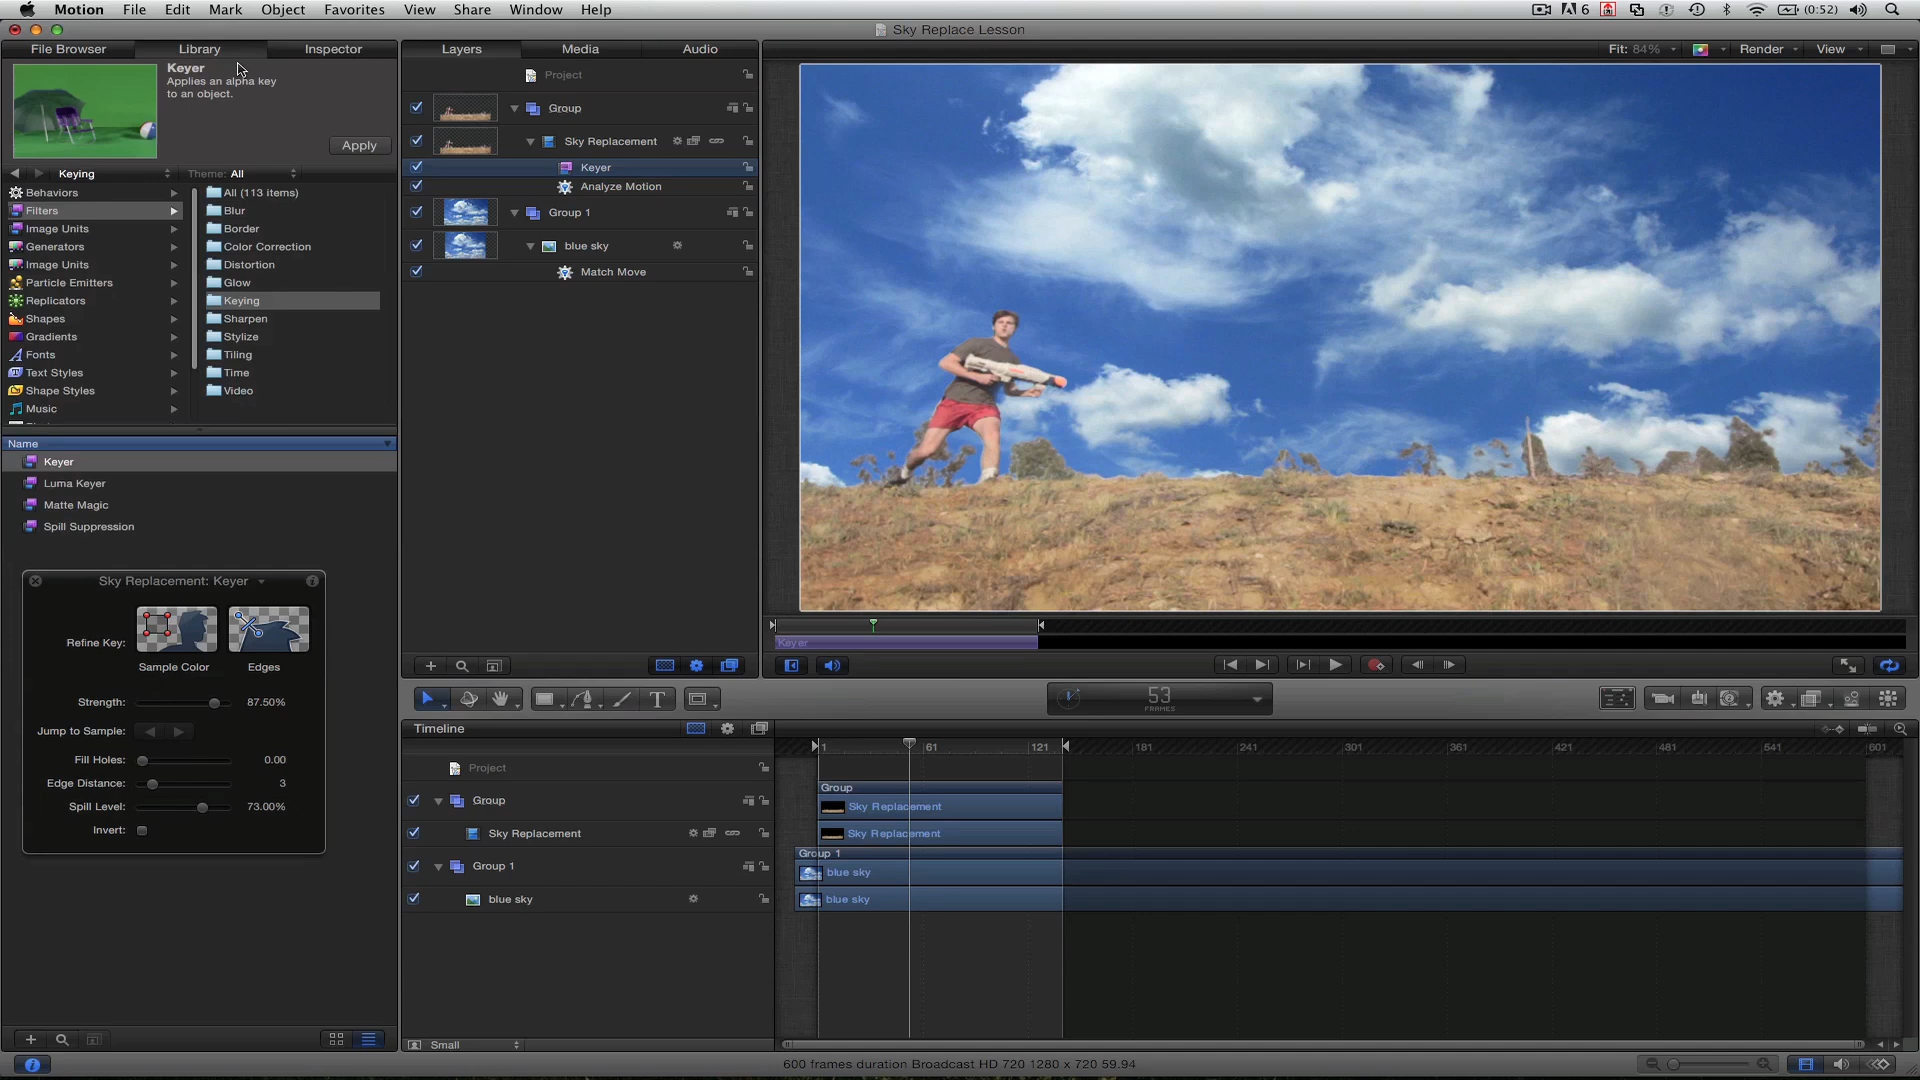 Motion File Edit Mark Object Favorites View Share Window Help 6 (0:52)
Sky Replace Lesson
File Browser Library Inspector
Keyer
Applies an alpha key
to an object.
Apply
Keying Theme: All
Behaviors
Filters
Image Units
Generators
Image Units
Particle Emitters
Replicators
Shapes
Gradients
Fonts
Text Styles
Shape Styles
Music
All (113 items)
Blur
Border
Color Correction
Distortion
Glow
Keying
Sharpen
Stylize
Tiling
Time
Video
Name
Keyer
Luma Keyer
Matte Magic
Spill Suppression
Sky Replacement: Keyer
Refine Key:
Sample Color Edges
Strength: 87.50%
Jump to Sample:
Fill Holes: 0.00
Edge Distance: 3
Spill Level: 73.00%
Invert:
Layers Media Audio
Project
Group
Sky Replacement
Keyer
Analyze Motion
Group 1
blue sky
Match Move
Fit: 84% Render View
Keyer
53
FRAMES
Timeline
1 61 121 181 241 301 361 421 481 541 601
Project
Group
Sky Replacement
Group 1
blue sky
Group
Sky Replacement
Sky Replacement
Group 1
blue sky
blue sky
Small
600 frames duration Broadcast HD 720 1280 x 720 59.94